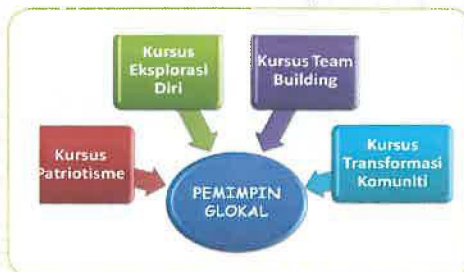 Kursus
Eksplorasi
Diri
Kursus Team
Building
Kursus
Patriotisme
Kursus
Transformasi
Komuniti
PEMIMPIN
GLOKAL